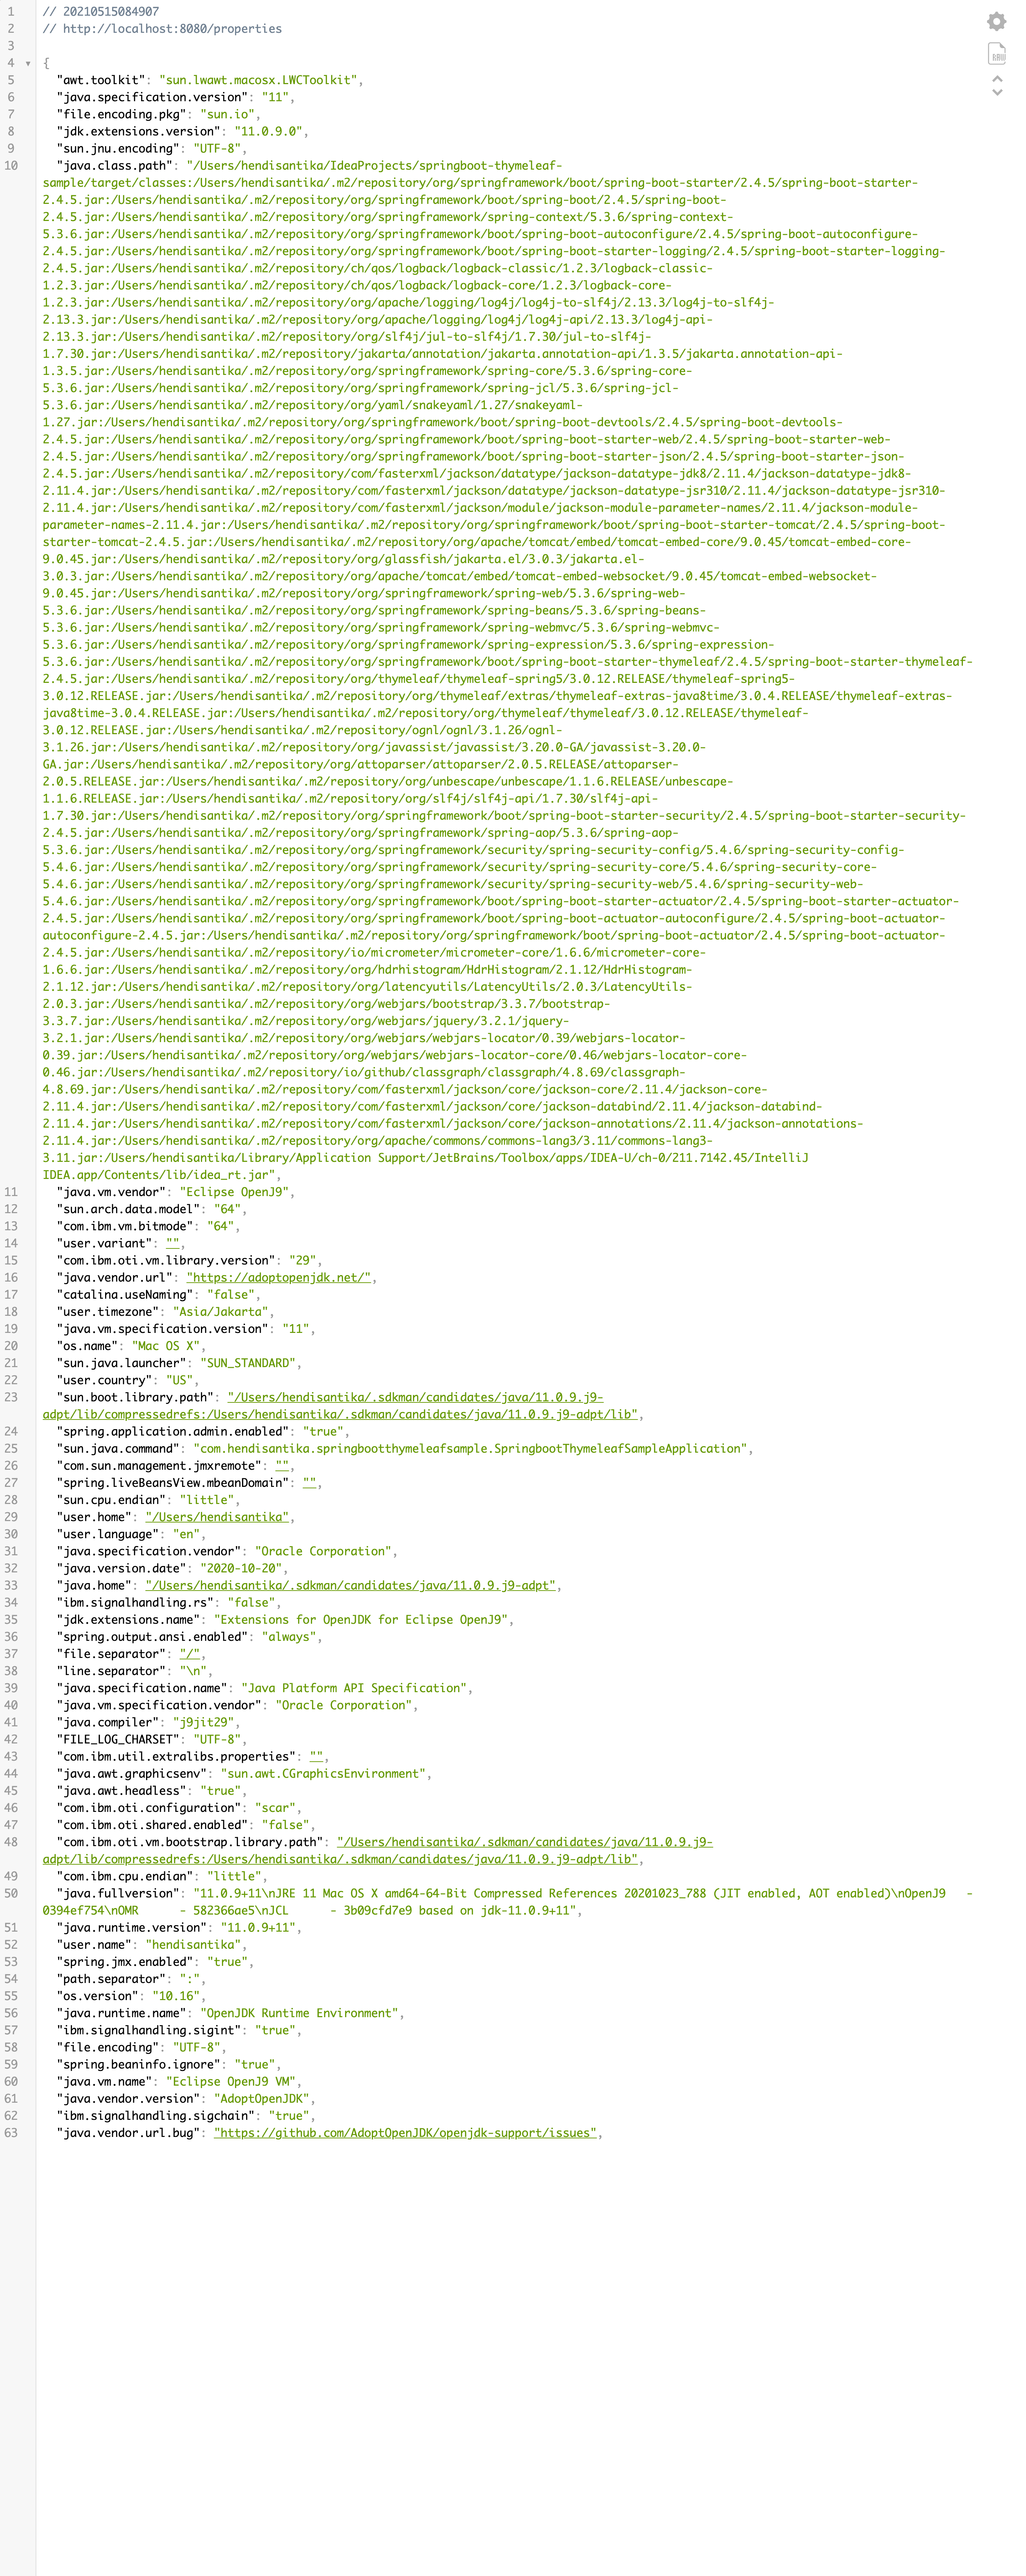 1 // 20210515084907
2 // http://localhost:8080/properties
3
4 {
5 "awt.toolkit": "sun.lwawt.macosx.LWCToolkit",
6 "java.specification.version": "11",
7 "file.encoding.pkg": "sun.io",
8 "jdk.extensions.version": "11.0.9.0",
9 "sun.jnu.encoding": "UTF-8",
10 "java.class.path": "/Users/hendisantika/IdeaProjects/springboot-thymeleaf-
sample/target/classes:/Users/hendisantika/.m2/repository/org/springframework/boot/spring-boot-starter/2.4.5/spring-boot-starter-
2.4.5.jar:/Users/hendisantika/.m2/repository/org/springframework/boot/spring-boot/2.4.5/spring-boot-
2.4.5.jar:/Users/hendisantika/.m2/repository/org/springframework/spring-context/5.3.6/spring-context-
5.3.6.jar:/Users/hendisantika/.m2/repository/org/springframework/boot/spring-boot-autoconfigure/2.4.5/spring-boot-autoconfigure-
2.4.5.jar:/Users/hendisantika/.m2/repository/org/springframework/boot/spring-boot-starter-logging/2.4.5/spring-boot-starter-logging-
2.4.5.jar:/Users/hendisantika/.m2/repository/ch/qos/logback/logback-classic/1.2.3/logback-classic-
1.2.3.jar:/Users/hendisantika/.m2/repository/ch/qos/logback/logback-core/1.2.3/logback-core-
1.2.3.jar:/Users/hendisantika/.m2/repository/org/apache/logging/log4j/log4j-to-slf4j/2.13.3/log4j-to-slf4j-
2.13.3.jar:/Users/hendisantika/.m2/repository/org/apache/logging/log4j/log4j-api/2.13.3/log4j-api-
2.13.3.jar:/Users/hendisantika/.m2/repository/org/slf4j/jul-to-slf4j/1.7.30/jul-to-slf4j-
1.7.30.jar:/Users/hendisantika/.m2/repository/jakarta/annotation/jakarta.annotation-api/1.3.5/jakarta.annotation-api-
1.3.5.jar:/Users/hendisantika/.m2/repository/org/springframework/spring-core/5.3.6/spring-core-
5.3.6.jar:/Users/hendisantika/.m2/repository/org/springframework/spring-jcl/5.3.6/spring-jcl-
5.3.6.jar:/Users/hendisantika/.m2/repository/org/yaml/snakeyaml/1.27/snakeyaml-
1.27.jar:/Users/hendisantika/.m2/repository/org/springframework/boot/spring-boot-devtools/2.4.5/spring-boot-devtools-
2.4.5.jar:/Users/hendisantika/.m2/repository/org/springframework/boot/spring-boot-starter-web/2.4.5/spring-boot-starter-web-
2.4.5.jar:/Users/hendisantika/.m2/repository/org/springframework/boot/spring-boot-starter-json/2.4.5/spring-boot-starter-json-
2.4.5.jar:/Users/hendisantika/.m2/repository/com/fasterxml/jackson/datatype/jackson-datatype-jdk8/2.11.4/jackson-datatype-jdk8-
2.11.4.jar:/Users/hendisantika/.m2/repository/com/fasterxml/jackson/datatype/jackson-datatype-jsr310/2.11.4/jackson-datatype-jsr310-
2.11.4.jar:/Users/hendisantika/.m2/repository/com/fasterxml/jackson/module/jackson-module-parameter-names/2.11.4/jackson-module-
parameter-names-2.11.4.jar:/Users/hendisantika/.m2/repository/org/springframework/boot/spring-boot-starter-tomcat/2.4.5/spring-boot-
starter-tomcat-2.4.5.jar:/Users/hendisantika/.m2/repository/org/apache/tomcat/embed/tomcat-embed-core/9.0.45/tomcat-embed-core-
9.0.45.jar:/Users/hendisantika/.m2/repository/org/glassfish/jakarta.el/3.0.3/jakarta.el-
3.0.3.jar:/Users/hendisantika/.m2/repository/org/apache/tomcat/embed/tomcat-embed-websocket/9.0.45/tomcat-embed-websocket-
9.0.45.jar:/Users/hendisantika/.m2/repository/org/springframework/spring-web/5.3.6/spring-web-
5.3.6.jar:/Users/hendisantika/.m2/repository/org/springframework/spring-beans/5.3.6/spring-beans-
5.3.6.jar:/Users/hendisantika/.m2/repository/org/springframework/spring-webmvc/5.3.6/spring-webmvc-
5.3.6.jar:/Users/hendisantika/.m2/repository/org/springframework/spring-expression/5.3.6/spring-expression-
5.3.6.jar:/Users/hendisantika/.m2/repository/org/springframework/boot/spring-boot-starter-thymeleaf/2.4.5/spring-boot-starter-thymeleaf-
2.4.5.jar:/Users/hendisantika/.m2/repository/org/thymeleaf/thymeleaf-spring5/3.0.12.RELEASE/thymeleaf-spring5-
3.0.12.RELEASE.jar:/Users/hendisantika/.m2/repository/org/thymeleaf/extras/thymeleaf-extras-java8time/3.0.4.RELEASE/thymeleaf-extras-
java8time-3.0.4.RELEASE.jar:/Users/hendisantika/.m2/repository/org/thymeleaf/thymeleaf/3.0.12.RELEASE/thymeleaf-
3.0.12.RELEASE.jar:/Users/hendisantika/.m2/repository/ognl/ognl/3.1.26/ognl-
3.1.26.jar:/Users/hendisantika/.m2/repository/org/javassist/javassist/3.20.0-GA/javassist-3.20.0-
GA.jar:/Users/hendisantika/.m2/repository/org/attoparser/attoparser/2.0.5.RELEASE/attoparser-
2.0.5.RELEASE.jar:/Users/hendisantika/.m2/repository/org/unbescape/unbescape/1.1.6.RELEASE/unbescape-
1.1.6.RELEASE.jar:/Users/hendisantika/.m2/repository/org/slf4j/slf4j-api/1.7.30/slf4j-api-
1.7.30.jar:/Users/hendisantika/.m2/repository/org/springframework/boot/spring-boot-starter-security/2.4.5/spring-boot-starter-security-
2.4.5.jar:/Users/hendisantika/.m2/repository/org/springframework/spring-aop/5.3.6/spring-aop-
5.3.6.jar:/Users/hendisantika/.m2/repository/org/springframework/security/spring-security-config/5.4.6/spring-security-config-
5.4.6.jar:/Users/hendisantika/.m2/repository/org/springframework/security/spring-security-core/5.4.6/spring-security-core-
5.4.6.jar:/Users/hendisantika/.m2/repository/org/springframework/security/spring-security-web/5.4.6/spring-security-web-
5.4.6.jar:/Users/hendisantika/.m2/repository/org/springframework/boot/spring-boot-starter-actuator/2.4.5/spring-boot-starter-actuator-
2.4.5.jar:/Users/hendisantika/.m2/repository/org/springframework/boot/spring-boot-actuator-autoconfigure/2.4.5/spring-boot-actuator-
autoconfigure-2.4.5.jar:/Users/hendisantika/.m2/repository/org/springframework/boot/spring-boot-actuator/2.4.5/spring-boot-actuator-
2.4.5.jar:/Users/hendisantika/.m2/repository/io/micrometer/micrometer-core/1.6.6/micrometer-core-
1.6.6.jar:/Users/hendisantika/.m2/repository/org/hdrhistogram/HdrHistogram/2.1.12/HdrHistogram-
2.1.12.jar:/Users/hendisantika/.m2/repository/org/latencyutils/LatencyUtils/2.0.3/LatencyUtils-
2.0.3.jar:/Users/hendisantika/.m2/repository/org/webjars/bootstrap/3.3.7/bootstrap-
3.3.7.jar:/Users/hendisantika/.m2/repository/org/webjars/jquery/3.2.1/jquery-
3.2.1.jar:/Users/hendisantika/.m2/repository/org/webjars/webjars-locator/0.39/webjars-locator-
0.39.jar:/Users/hendisantika/.m2/repository/org/webjars/webjars-locator-core/0.46/webjars-locator-core-
0.46.jar:/Users/hendisantika/.m2/repository/io/github/classgraph/classgraph/4.8.69/classgraph-
4.8.69.jar:/Users/hendisantika/.m2/repository/com/fasterxml/jackson/core/jackson-core/2.11.4/jackson-core-
2.11.4.jar:/Users/hendisantika/.m2/repository/com/fasterxml/jackson/core/jackson-databind/2.11.4/jackson-databind-
2.11.4.jar:/Users/hendisantika/.m2/repository/com/fasterxml/jackson/core/jackson-annotations/2.11.4/jackson-annotations-
2.11.4.jar:/Users/hendisantika/.m2/repository/org/apache/commons/commons-lang3/3.11/commons-lang3-
3.11.jar:/Users/hendisantika/Library/Application Support/JetBrains/Toolbox/apps/IDEA-U/ch-0/211.7142.45/IntelliJ
IDEA.app/Contents/lib/idea_rt.jar",
11 "java.vm.vendor": "Eclipse OpenJ9",
12 "sun.arch.data.model": "64",
13 "com.ibm.vm.bitmode": "64",
14 "user.variant": "",
15 "com.ibm.oti.vm.library.version": "29",
16 "java.vendor.url": "https://adoptopenjdk.net/",
17 "catalina.useNaming": "false",
18 "user.timezone": "Asia/Jakarta",
19 "java.vm.specification.version": "11",
20 "os.name": "Mac OS X",
21 "sun.java.launcher": "SUN_STANDARD",
22 "user.country": "US",
23 "sun.boot.library.path": "/Users/hendisantika/.sdkman/candidates/java/11.0.9.j9-
adpt/lib/compressedrefs:/Users/hendisantika/.sdkman/candidates/java/11.0.9.j9-adpt/lib",
24 "spring.application.admin.enabled": "true",
25 "sun.java.command": "com.hendisantika.springbootthymeleafsample.SpringbootThymeleafSampleApplication",
26 "com.sun.management.jmxremote": "",
27 "spring.liveBeansView.mbeanDomain": "",
28 "sun.cpu.endian": "little",
29 "user.home": "/Users/hendisantika",
30 "user.language": "en",
31 "java.specification.vendor": "Oracle Corporation",
32 "java.version.date": "2020-10-20",
33 "java.home": "/Users/hendisantika/.sdkman/candidates/java/11.0.9.j9-adpt",
34 "ibm.signalhandling.rs": "false",
35 "jdk.extensions.name": "Extensions for OpenJDK for Eclipse OpenJ9",
36 "spring.output.ansi.enabled": "always",
37 "file.separator": "/",
38 "line.separator": "\n",
39 "java.specification.name": "Java Platform API Specification",
40 "java.vm.specification.vendor": "Oracle Corporation",
41 "java.compiler": "j9jit29",
42 "FILE_LOG_CHARSET": "UTF-8",
43 "com.ibm.util.extralibs.properties": "",
44 "java.awt.graphicsenv": "sun.awt.CGraphicsEnvironment",
45 "java.awt.headless": "true",
46 "com.ibm.oti.configuration": "scar",
47 "com.ibm.oti.shared.enabled": "false",
48 "com.ibm.oti.vm.bootstrap.library.path": "/Users/hendisantika/.sdkman/candidates/java/11.0.9.j9-
adpt/lib/compressedrefs:/Users/hendisantika/.sdkman/candidates/java/11.0.9.j9-adpt/lib",
49 "com.ibm.cpu.endian": "little",
50 "java.fullversion": "11.0.9+11\nJRE 11 Mac OS X amd64-64-Bit Compressed References 20201023_788 (JIT enabled, AOT enabled)\nOpenJ9   -
0394ef754\nOMR      - 582366ae5\nJCL      - 3b09cfd7e9 based on jdk-11.0.9+11",
51 "java.runtime.version": "11.0.9+11",
52 "user.name": "hendisantika",
53 "spring.jmx.enabled": "true",
54 "path.separator": ":",
55 "os.version": "10.16",
56 "java.runtime.name": "OpenJDK Runtime Environment",
57 "ibm.signalhandling.sigint": "true",
58 "file.encoding": "UTF-8",
59 "spring.beaninfo.ignore": "true",
60 "java.vm.name": "Eclipse OpenJ9 VM",
61 "java.vendor.version": "AdoptOpenJDK",
62 "ibm.signalhandling.sigchain": "true",
63 "java.vendor.url.bug": "https://github.com/AdoptOpenJDK/openjdk-support/issues",
RAW